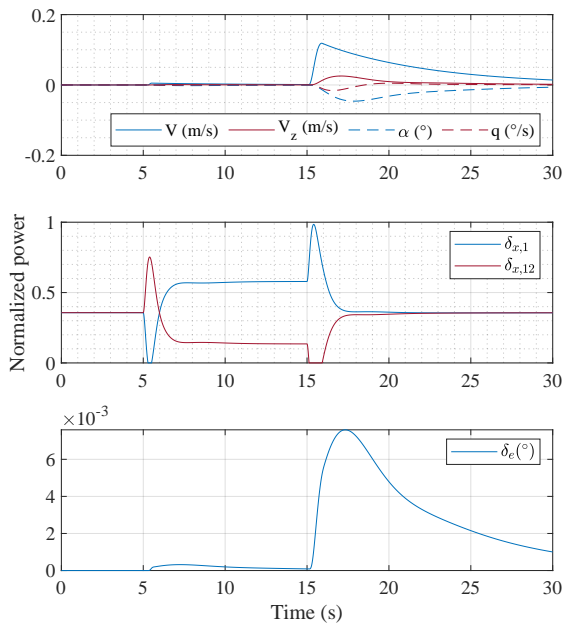 0.2
0
-0.2
V (m/s) V_z (m/s) α (°) q (°/s)
0 5 10 15 20 25 30
Normalized power
1
0.5
0
δ_{x,1}
δ_{x,12}
0 5 10 15 20 25 30
×10^{-3}
6
4
2
0
δ_e(°)
0 5 10 15 20 25 30
Time (s)